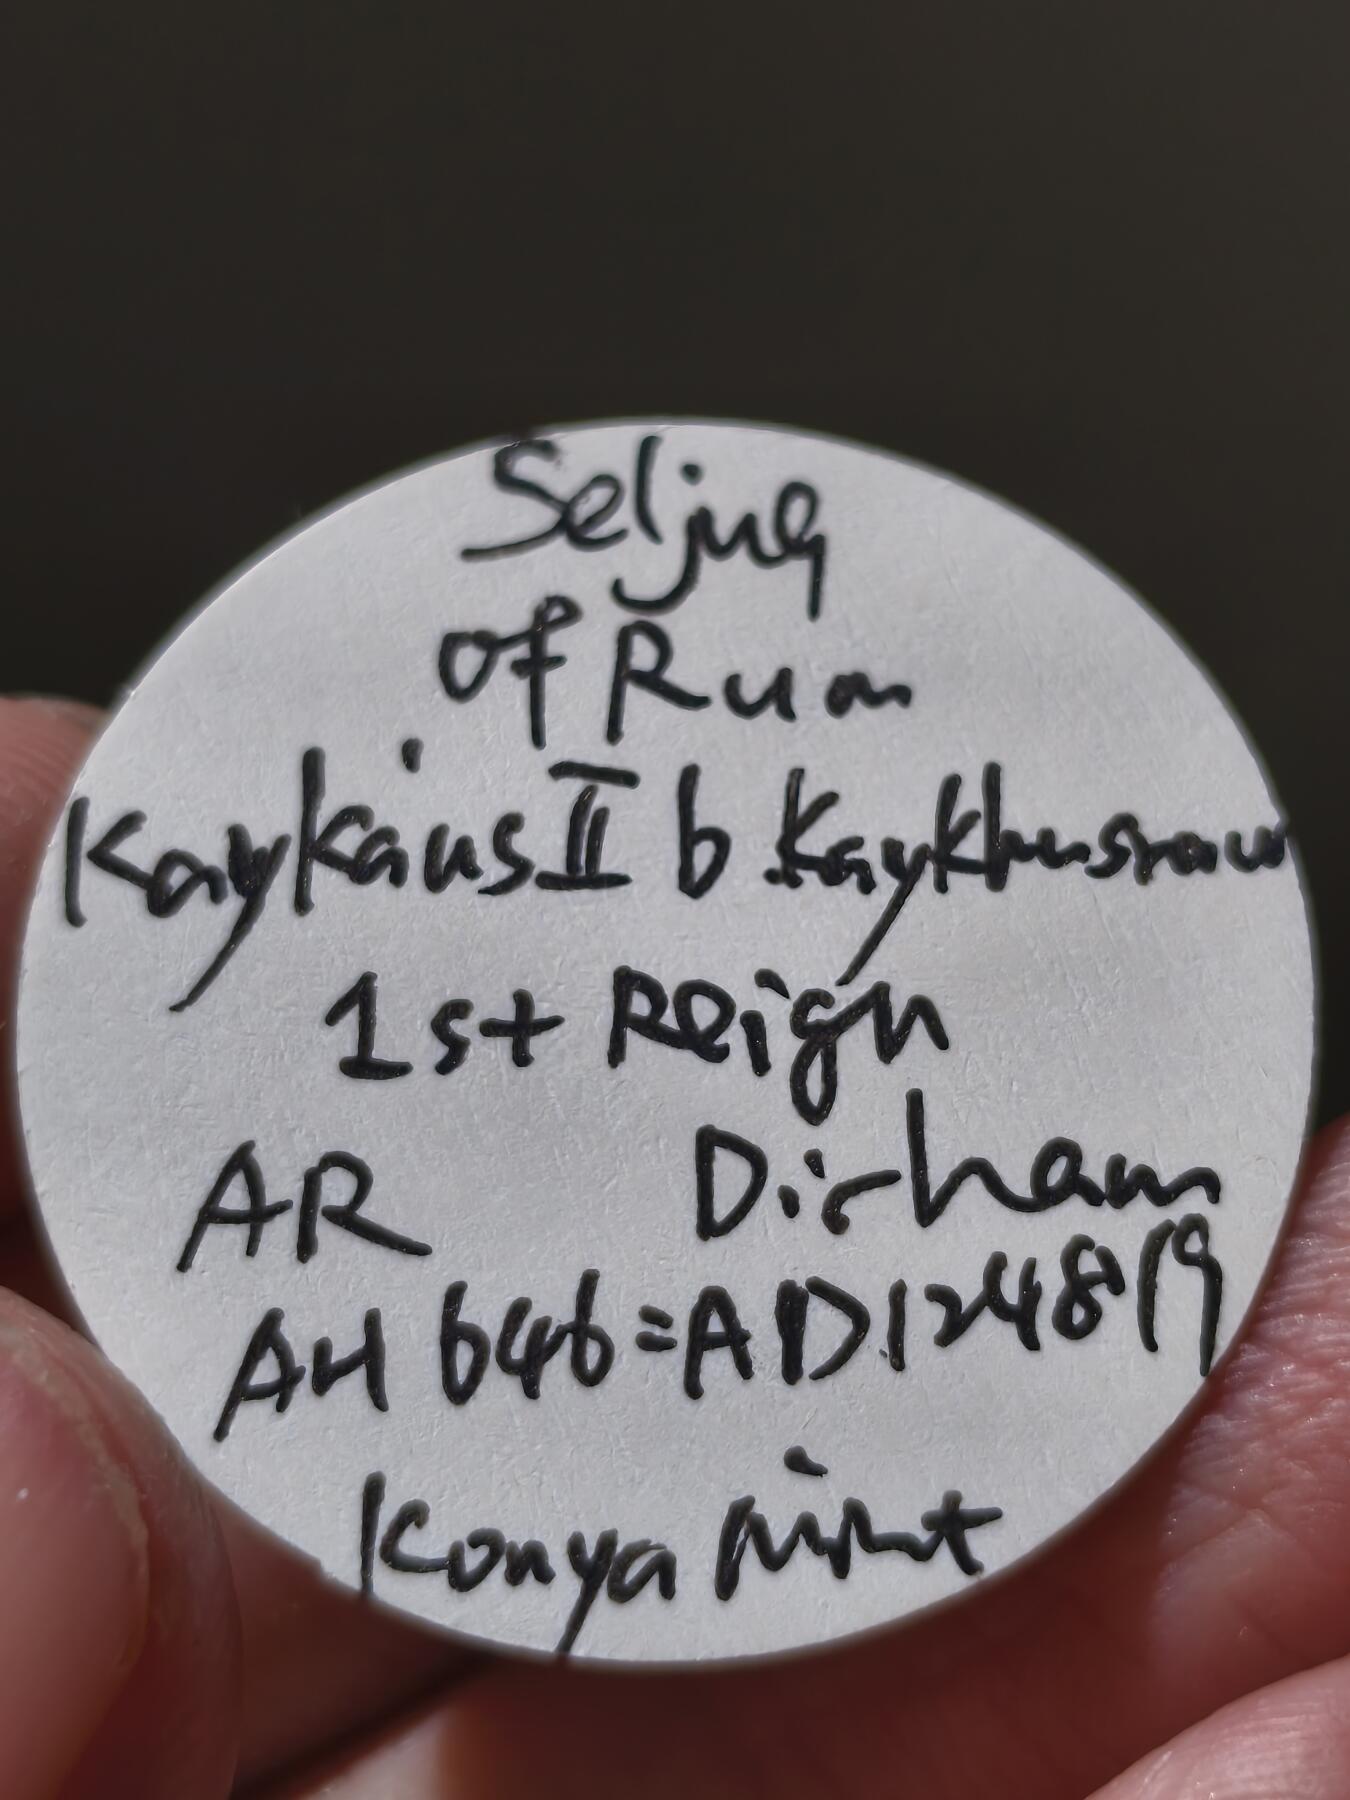 Seljuq
of Rum
Kaykaus II b Kaykhusraw
1st Reign
AR Dirham
AH 646=AD1248/9
Konya Mint